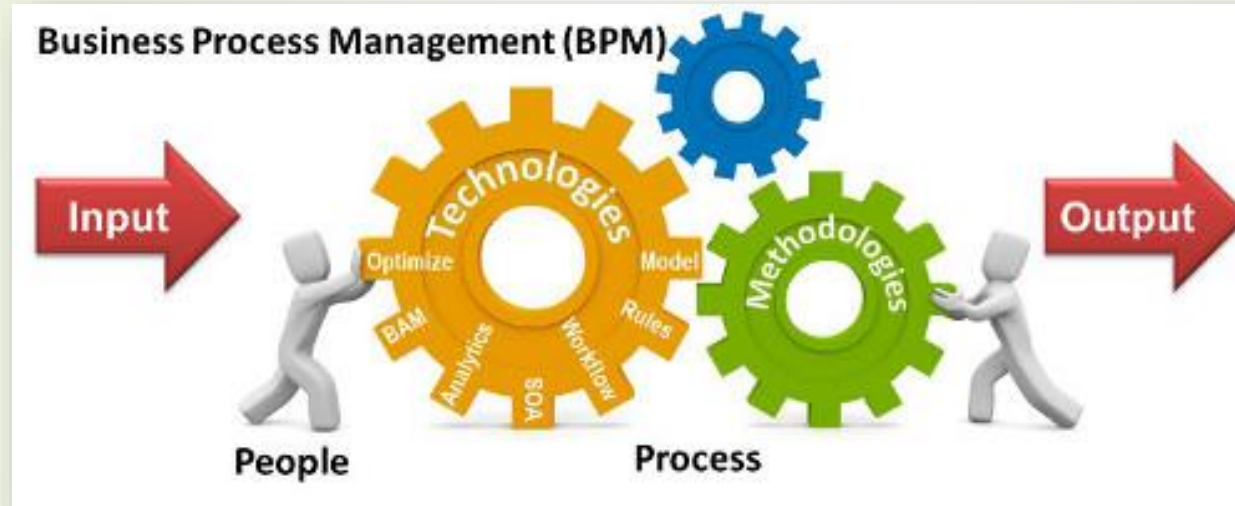 Business Process Management (BPM)
Input
Technologies
Optimize
BAM
Analytics
SOA
Workflow
Rules
Model
Methodologies
Output
People
Process